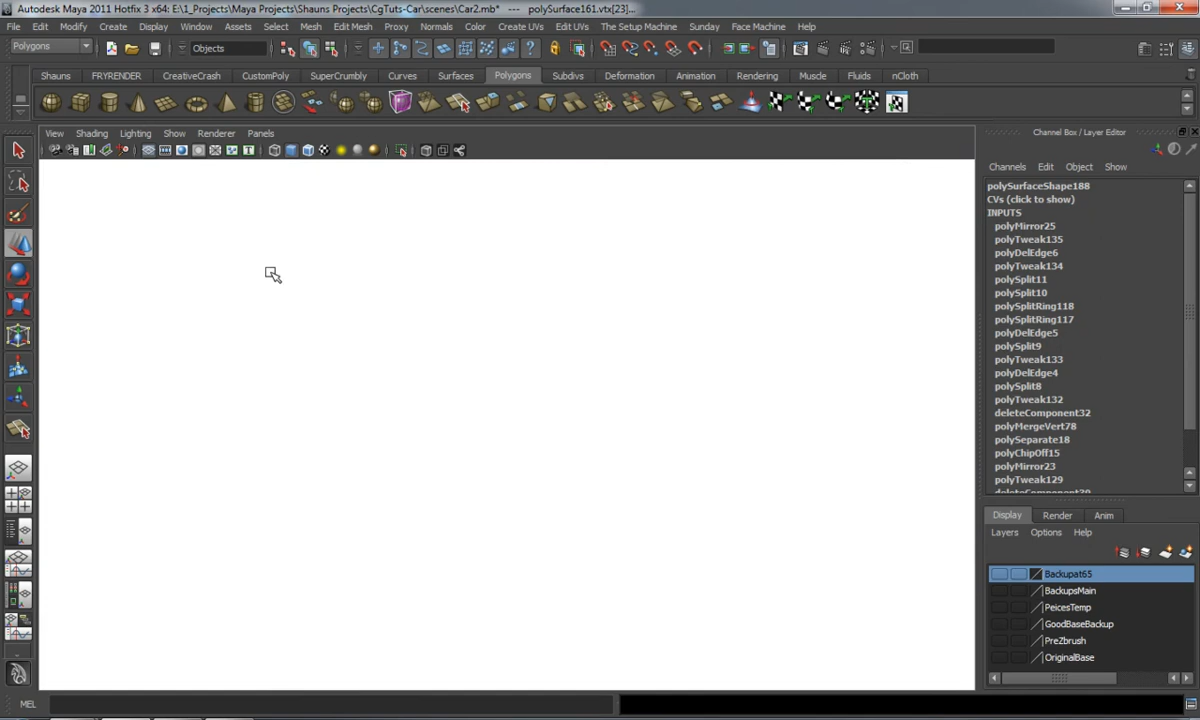 Autodesk Maya 2011 Hotfix 3 x64: E:\1_Projects\Maya Projects\Shauns Projects\CgTuts-Car\scenes\Car2.mb* --- polySurface161.vtx[23]...
File Edit Modify Create Display Window Assets Select Mesh Edit Mesh Proxy Normals Color Create UVs Edit UVs The Setup Machine Sunday Face Machine Help
Polygons Objects
Shauns FRYRENDER CreativeCrash CustomPoly SuperCrumbly Curves Surfaces Polygons Subdivs Deformation Animation Rendering Muscle Fluids nCloth
View Shading Lighting Show Renderer Panels
Channel Box / Layer Editor
Channels Edit Object Show
polySurfaceShape188
CVs (click to show)
INPUTS
polyMirror25
polyTweak135
polyDelEdge6
polyTweak134
polySplit11
polySplit10
polySplitRing118
polySplitRing117
polyDelEdge5
polySplit9
polyTweak133
polyDelEdge4
polySplit8
polyTweak132
deleteComponent32
polyMergeVert78
polySeparate18
polyChipOff15
polyMirror23
polyTweak129
Display Render Anim
Layers Options Help
Backupat65
BackupsMain
PeicesTemp
GoodBaseBackup
PreZbrush
OriginalBase
MEL